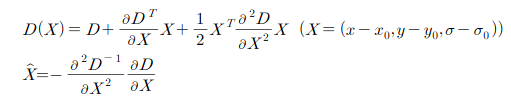 D(X) = D + ∂D^T/∂X X + 1/2 X^T ∂²D/∂X² X (X = (x − x₀, y − y₀, σ − σ₀))
X̂ = − ∂²D⁻¹/∂X² ∂D/∂X